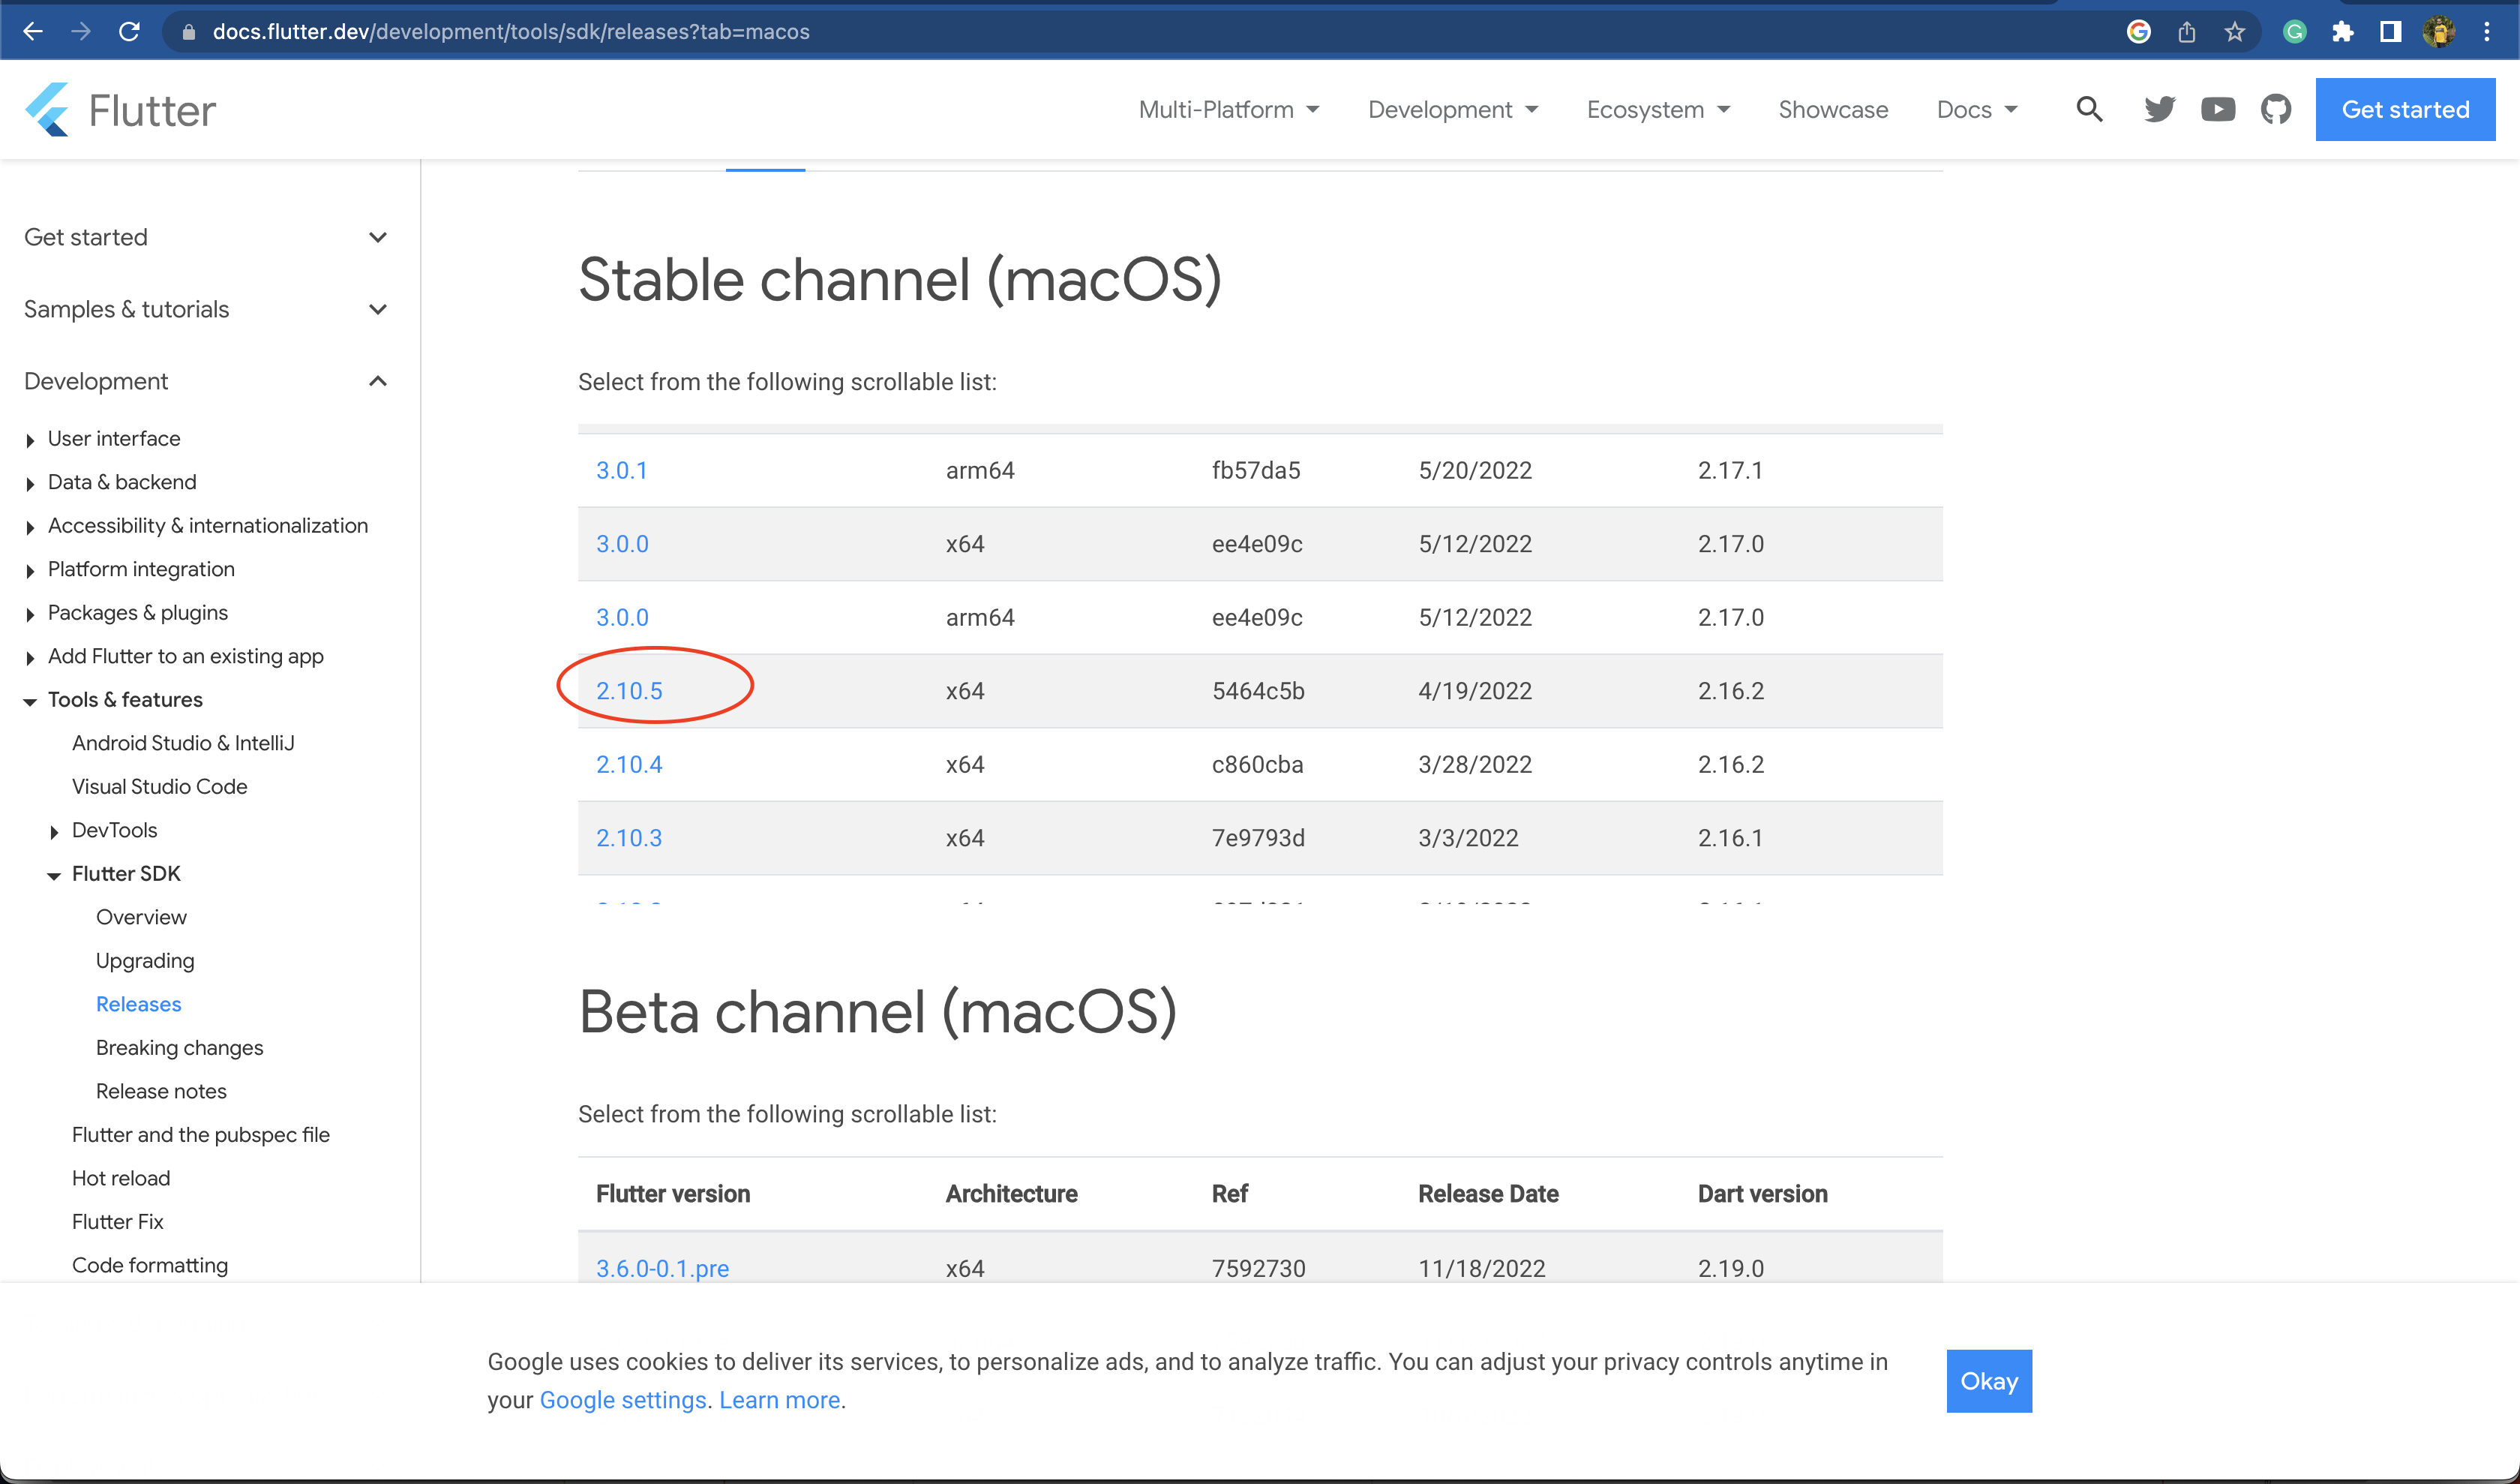 docs.flutter.dev/development/tools/sdk/releases?tab=macos
Flutter
Multi-Platform Development Ecosystem Showcase Docs Get started
Get started
Samples & tutorials
Development
User interface
Data & backend
Accessibility & internationalization
Platform integration
Packages & plugins
Add Flutter to an existing app
Tools & features
Android Studio & IntelliJ
Visual Studio Code
DevTools
Flutter SDK
Overview
Upgrading
Releases
Breaking changes
Release notes
Flutter and the pubspec file
Hot reload
Flutter Fix
Code formatting
Stable channel (macOS)
Select from the following scrollable list:
3.0.1 arm64 fb57da5 5/20/2022 2.17.1
3.0.0 x64 ee4e09c 5/12/2022 2.17.0
3.0.0 arm64 ee4e09c 5/12/2022 2.17.0
2.10.5 x64 5464c5b 4/19/2022 2.16.2
2.10.4 x64 c860cba 3/28/2022 2.16.2
2.10.3 x64 7e9793d 3/3/2022 2.16.1
Beta channel (macOS)
Select from the following scrollable list:
Flutter version Architecture Ref Release Date Dart version
3.6.0-0.1.pre x64 7592730 11/18/2022 2.19.0
Google uses cookies to deliver its services, to personalize ads, and to analyze traffic. You can adjust your privacy controls anytime in
your Google settings. Learn more.
Okay